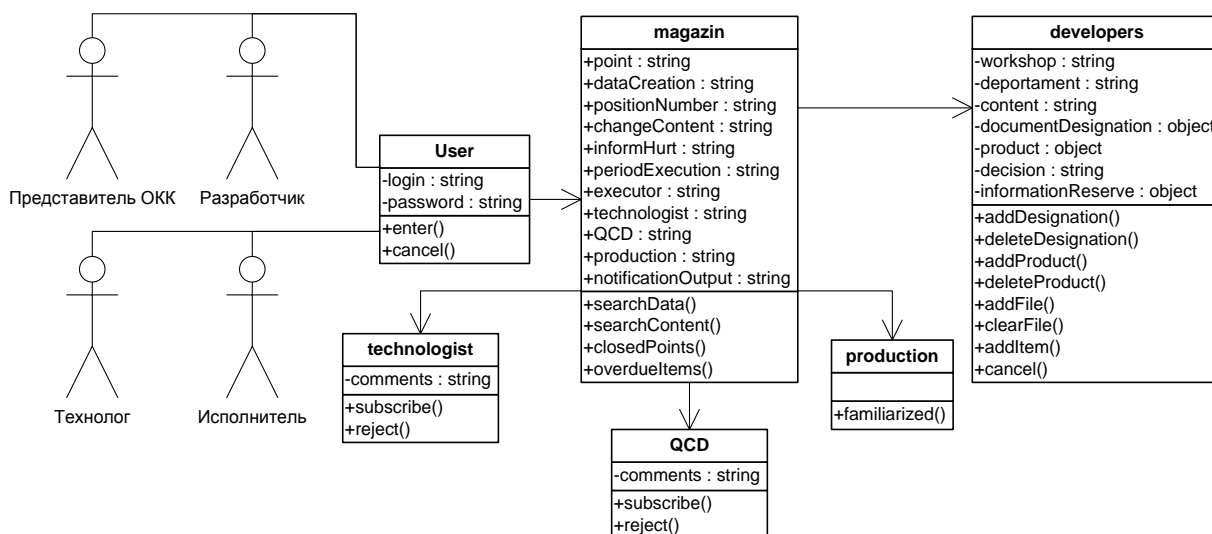 Представитель ОКК
Разработчик
Технолог
Исполнитель
User
-login : string
-password : string
+enter()
+cancel()
magazin
+point : string
+dataCreation : string
+positionNumber : string
+changeContent : string
+informHurt : string
+periodExecution : string
+executor : string
+technologist : string
+QCD : string
+production : string
+notificationOutput : string
+searchData()
+searchContent()
+closedPoints()
+overdueItems()
developers
-workshop : string
-deportament : string
-content : string
-documentDesignation : object
-product : object
-decision : string
-informationReserve : object
+addDesignation()
+deleteDesignation()
+addProduct()
+deleteProduct()
+addFile()
+clearFile()
+addItem()
+cancel()
technologist
-comments : string
+subscribe()
+reject()
QCD
-comments : string
+subscribe()
+reject()
production
+familiarized()